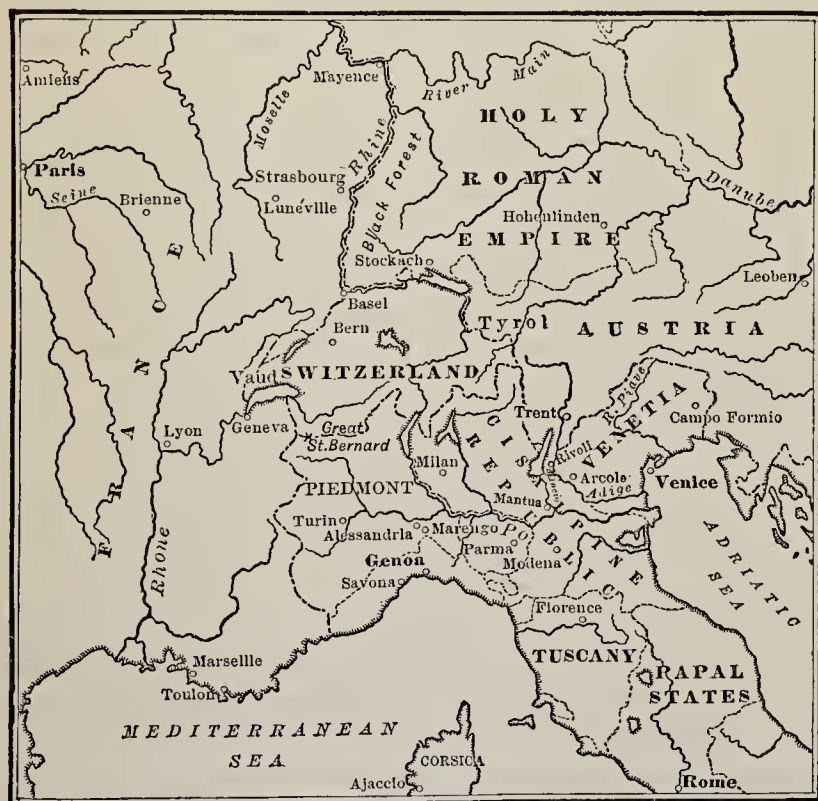 Amiens
Mayence
River Main
Moselle
HOLY
Paris
Seine
Brienne
Strasbourg
Lunéville
Rhine
Black Forest
ROMAN
Danube
Hohenlinden
EMPIRE
Stockach
Leoben
Basel
Bern
Tyrol
AUSTRIA
FRANCE
Vaud
SWITZERLAND
Geneva
Lyon
Great
St. Bernard
Trent
R. Piave
VENETIA
Campo Formio
Rivoli
Milan
CISALPINE
REPUBLIC
Arcole
Adige
Venice
Mantua
PIEDMONT
Turin
Alessandria
Marengo
Po
Parma
Modena
Genoa
Savona
Rhone
ADRIATIC
SEA
Florence
TUSCANY
PAPAL
STATES
Marseille
Toulon
MEDITERRANEAN
SEA
CORSICA
Ajaccio
Rome